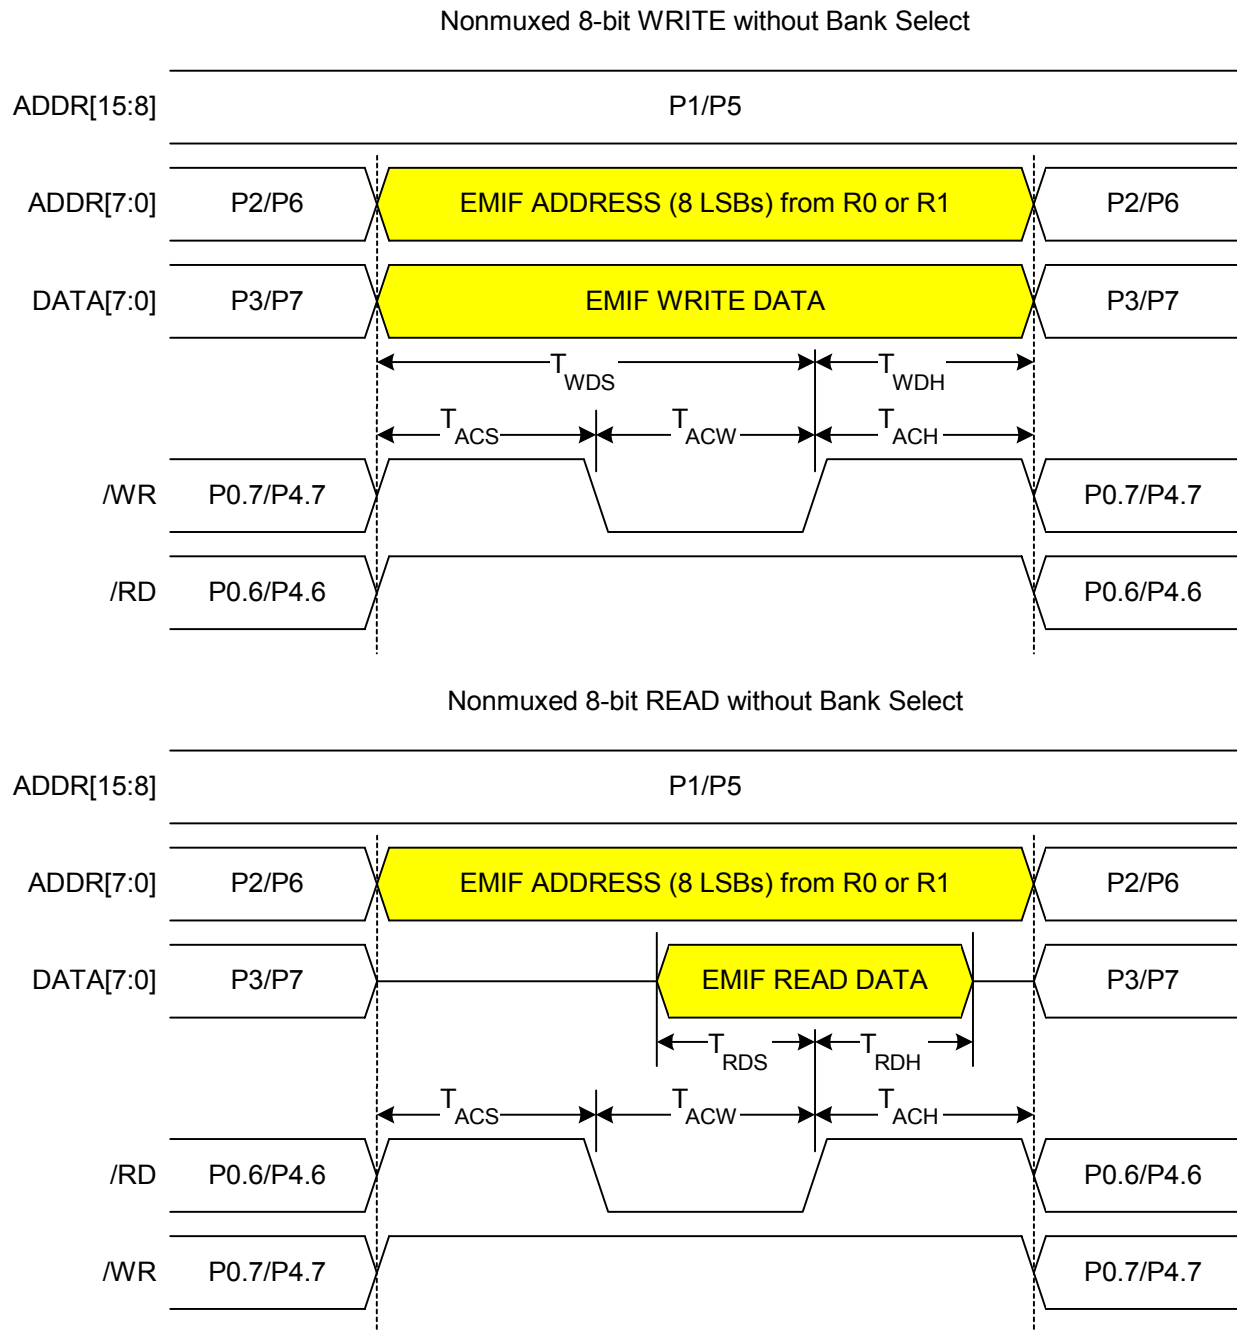 Nonmuxed 8-bit WRITE without Bank Select
ADDR[15:8] P1/P5
ADDR[7:0] P2/P6 EMIF ADDRESS (8 LSBs) from R0 or R1 P2/P6
DATA[7:0] P3/P7 EMIF WRITE DATA P3/P7
TWDS TWDH
TACS TACW TACH
/WR P0.7/P4.7 P0.7/P4.7
/RD P0.6/P4.6 P0.6/P4.6
Nonmuxed 8-bit READ without Bank Select
ADDR[15:8] P1/P5
ADDR[7:0] P2/P6 EMIF ADDRESS (8 LSBs) from R0 or R1 P2/P6
DATA[7:0] P3/P7 EMIF READ DATA P3/P7
TRDS TRDH
TACS TACW TACH
/RD P0.6/P4.6 P0.6/P4.6
/WR P0.7/P4.7 P0.7/P4.7